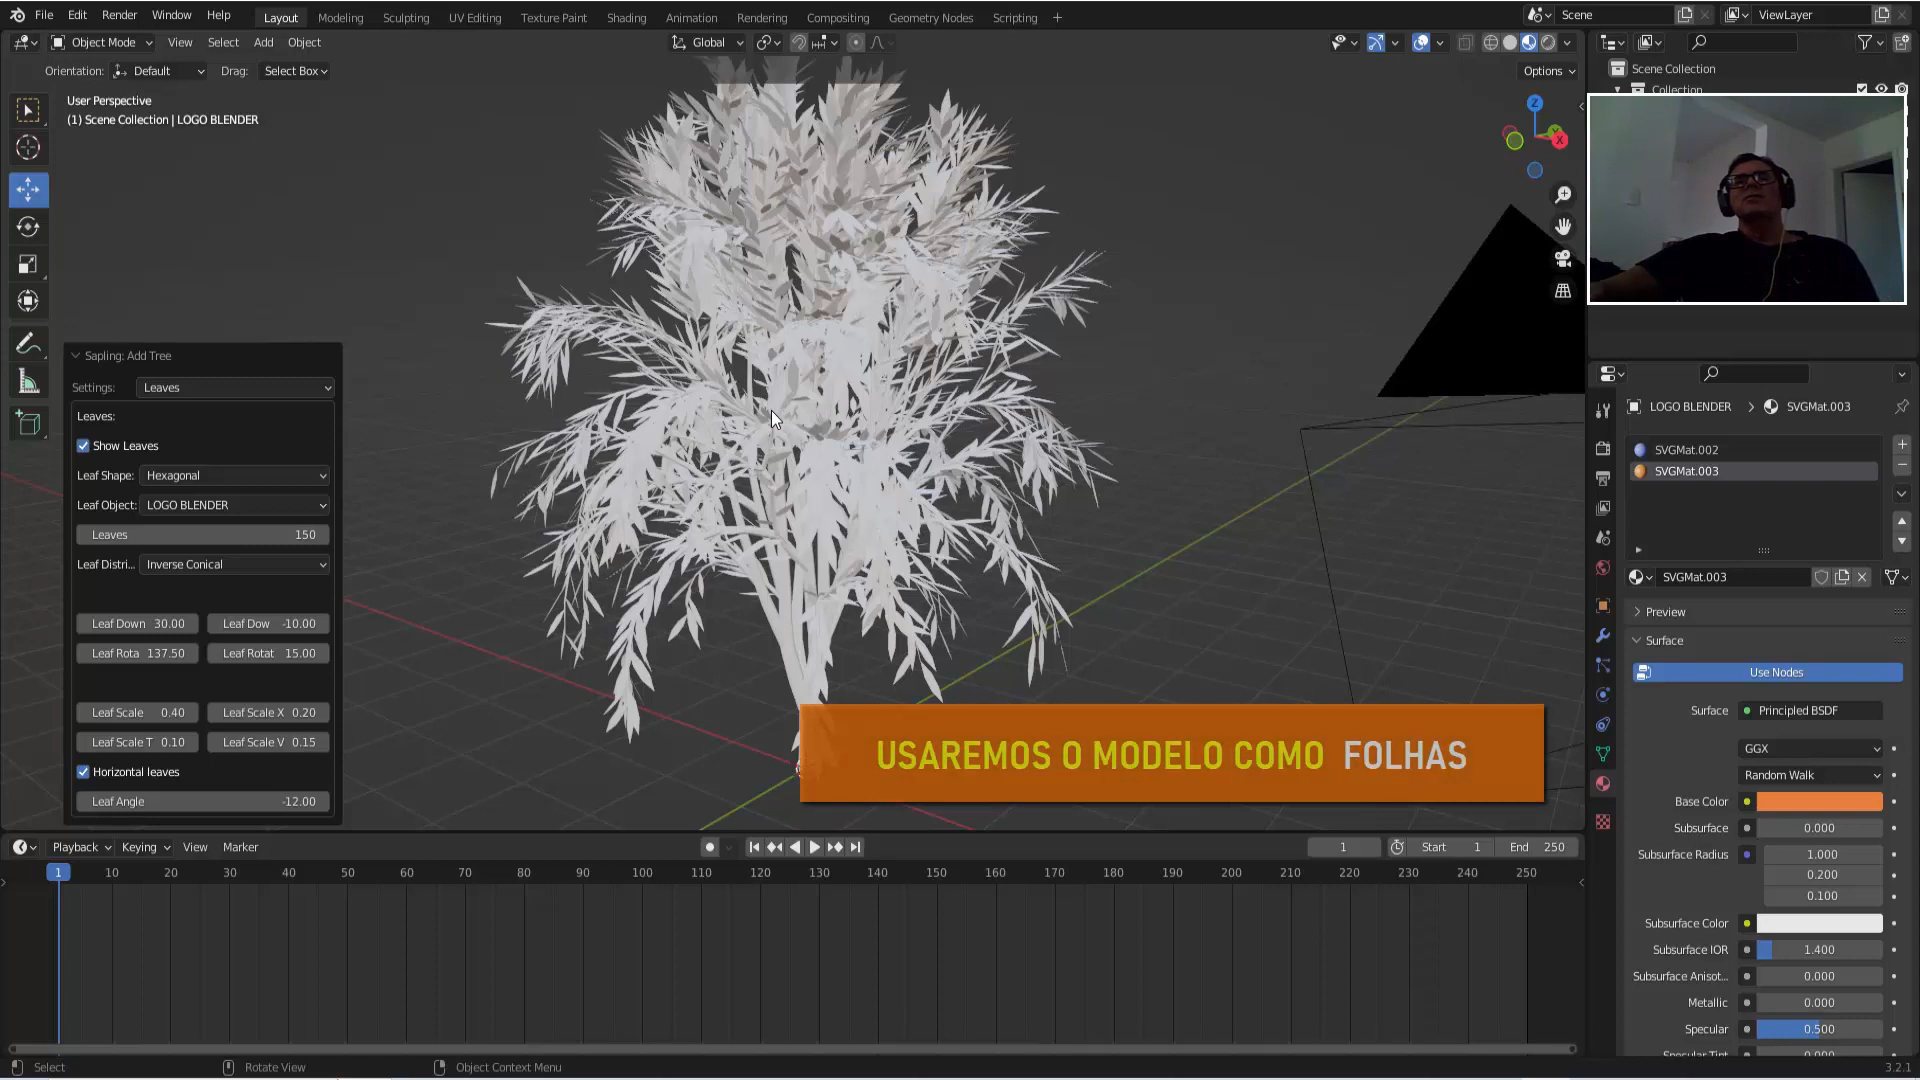 File Edit Render Window Help Layout Modeling Sculpting UV Editing Texture Paint Shading Animation Rendering Compositing Geometry Nodes Scripting + Scene ViewLayer
Object Mode View Select Add Object Global
Orientation: Default Drag: Select Box Options
Scene Collection
Collection
User Perspective
(1) Scene Collection | LOGO BLENDER
Z
X
Sapling: Add Tree
Settings: Leaves
Leaves:
Show Leaves
Leaf Shape: Hexagonal
Leaf Object: LOGO BLENDER
Leaves 150
Leaf Distri... Inverse Conical
Leaf Down 30.00 Leaf Dow -10.00
Leaf Rota 137.50 Leaf Rotat 15.00
Leaf Scale 0.40 Leaf Scale X 0.20
Leaf Scale T 0.10 Leaf Scale V 0.15
Horizontal leaves
Leaf Angle -12.00
USAREMOS O MODELO COMO FOLHAS
LOGO BLENDER > SVGMat.003
SVGMat.002
SVGMat.003
SVGMat.003
Preview
Surface
Use Nodes
Surface Principled BSDF
GGX
Random Walk
Base Color
Subsurface 0.000
Subsurface Radius 1.000
0.200
0.100
Subsurface Color
Subsurface IOR 1.400
Subsurface Anisot... 0.000
Metallic 0.000
Specular 0.500
Playback Keying View Marker 1 Start 1 End 250
1 10 20 30 40 50 60 70 80 90 100 110 120 130 140 150 160 170 180 190 200 210 220 230 240 250
Select Rotate View Object Context Menu 3.2.1